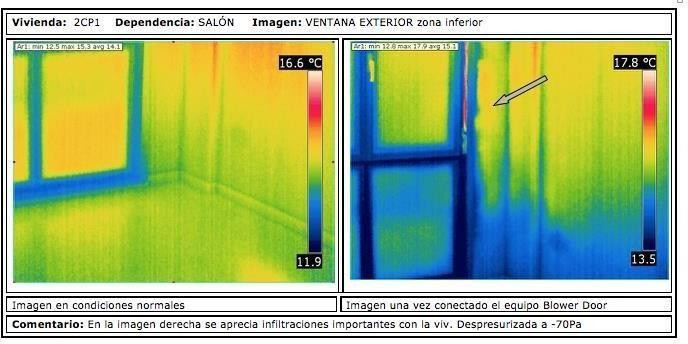 Vivienda: 2CP1 Dependencia: SALÓN Imagen: VENTANA EXTERIOR zona inferior
Ar1: min 12.5 max 15.3 avg 14.1
16.6 ºC
11.9
Ar1: min 12.8 max 17.9 avg 15.1
17.8 ºC
13.5
Imagen en condiciones normales
Imagen una vez conectado el equipo Blower Door
Comentario: En la imagen derecha se aprecia infiltraciones importantes con la viv. Despresurizada a -70Pa